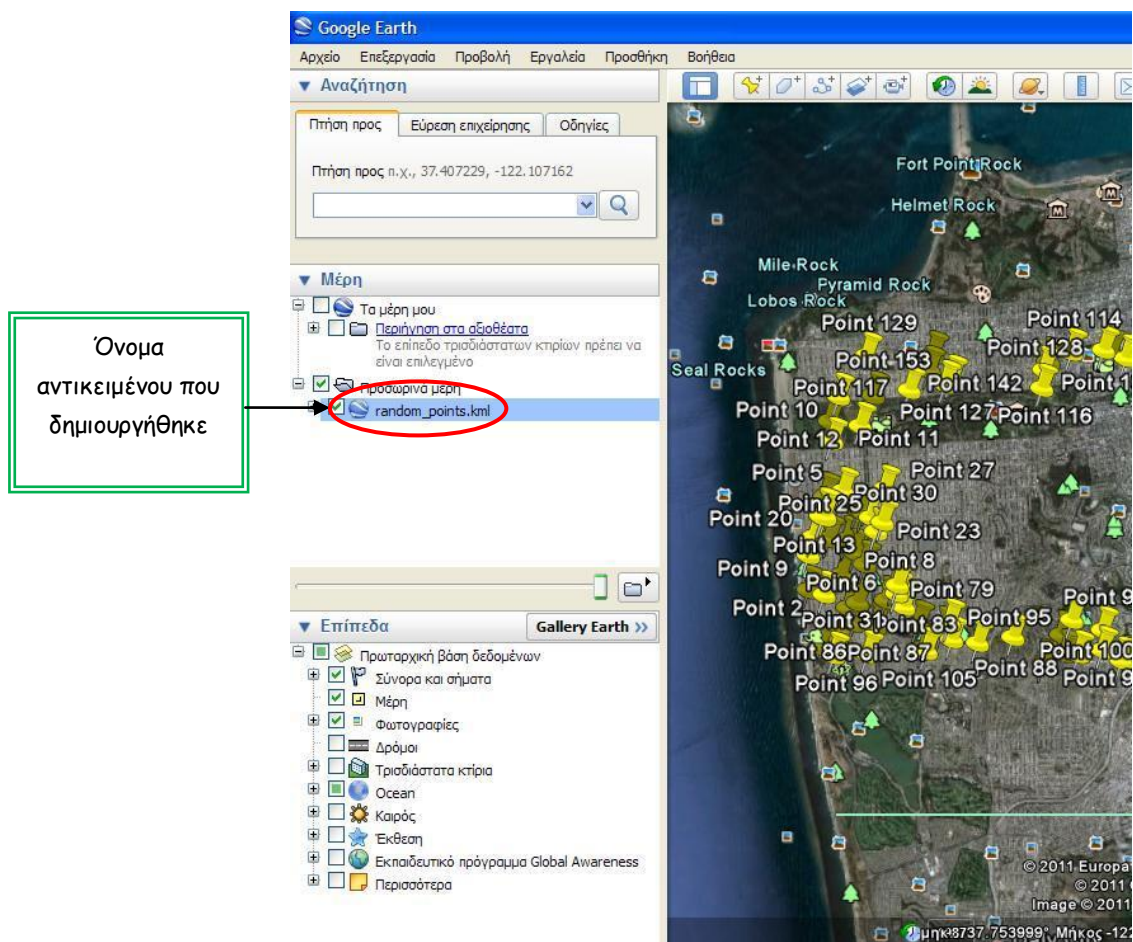 Google Earth
Αρχείο Επεξεργασία Προβολή Εργαλεία Προσθήκη Βοήθεια
Αναζήτηση
Πτήση προς Εύρεση επιχείρησης Οδηγίες
Πτήση προς π.χ., 37.407229, -122.107162
Μέρη
Τα μέρη μου
Περιήγηση στα αξιοθέατα
Το επίπεδο τρισδιάστατων κτιρίων πρέπει να
είναι επιλεγμένο
Προσωρινά μέρη
random_points.kml
Όνομα
αντικειμένου που
δημιουργήθηκε
Επίπεδα
Gallery Earth >>
Πρωταρχική βάση δεδομένων
Σύνορα και σήματα
Μέρη
Φωτογραφίες
Δρόμοι
Τρισδιάστατα κτίρια
Ocean
Καιρός
Έκθεση
Εκπαιδευτικό πρόγραμμα Global Awareness
Περισσότερα
Fort Point Rock
Helmet Rock
Mile Rock
Pyramid Rock
Lobos Rock
Point 129
Point 114
Point 128
Seal Rocks
Point 153
Point 117
Point 142
Point 10
Point 127
Point 116
Point 12
Point 11
Point 5
Point 27
Point 25
Point 30
Point 20
Point 23
Point 13
Point 8
Point 9
Point 6
Point 79
Point 2
Point 31
Point 83
Point 95
Point 86
Point 87
Point 100
Point 88
Point 96
Point 105
© 2011 Europa
© 2011
Image © 2011
37.753999° Μήκος -122